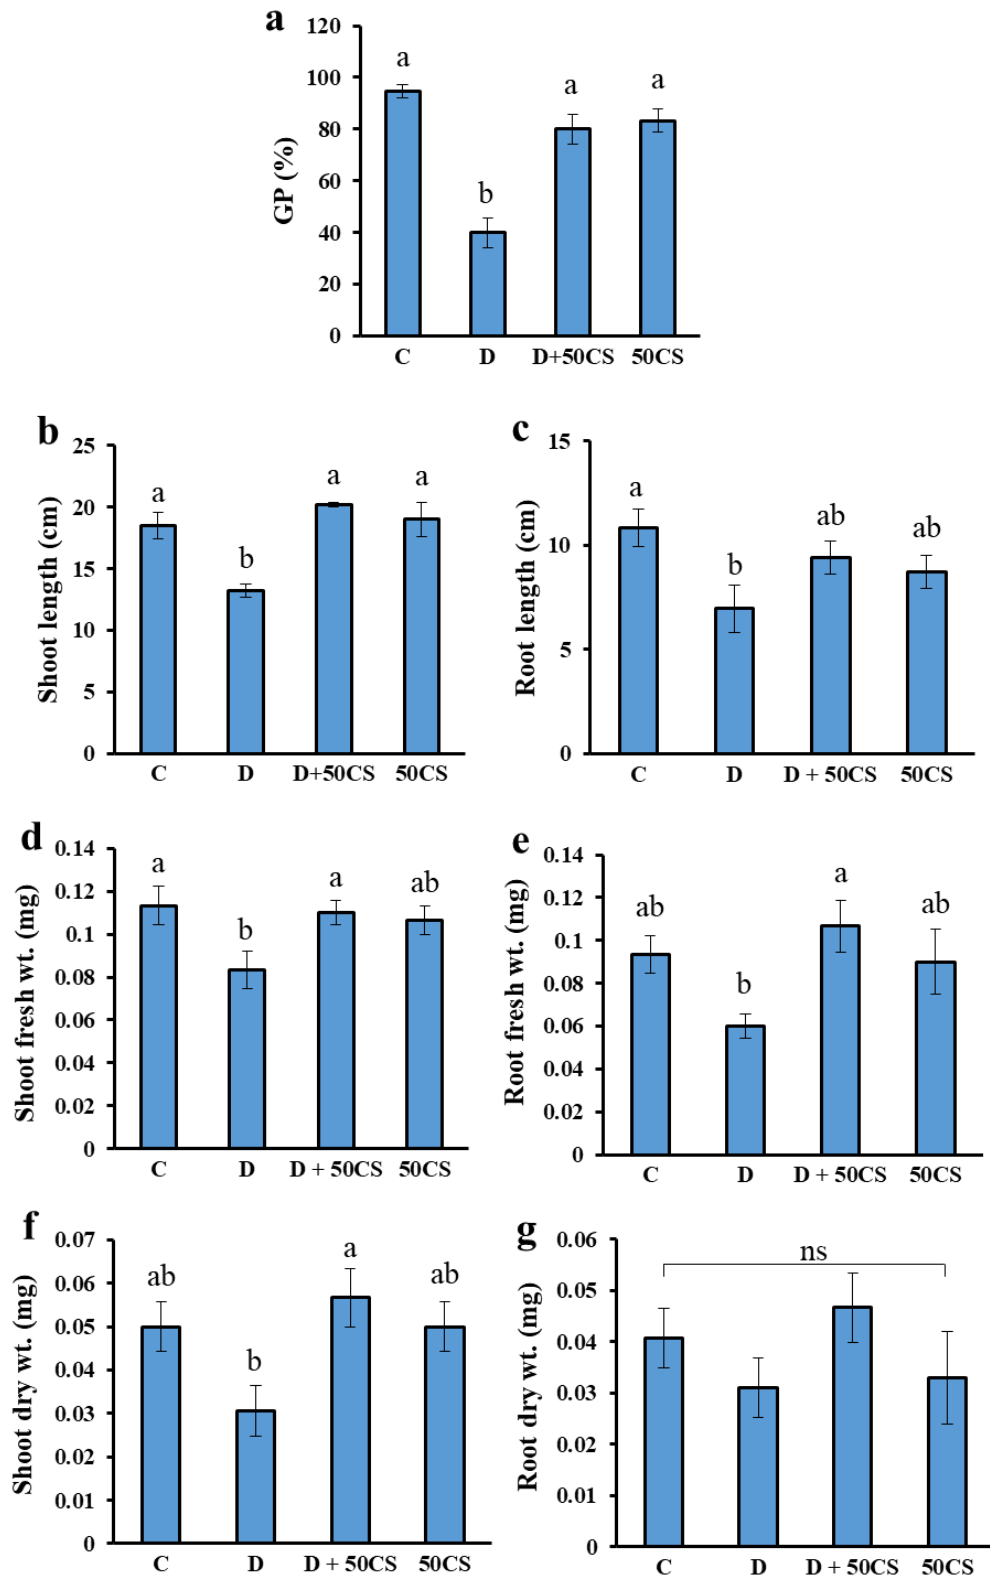 a
GP (%)
120
100
80
60
40
20
0
a
b
a
a
C D D+50CS 50CS
b
Shoot length (cm)
25
20
15
10
5
0
a
b
a
a
C D D+50CS 50CS
c
Root length (cm)
15
10
5
0
a
b
ab
ab
C D D + 50CS 50CS
d
Shoot fresh wt. (mg)
0.14
0.12
0.1
0.08
0.06
0.04
0.02
0
a
b
a
ab
C D D + 50CS 50CS
e
Root fresh wt. (mg)
0.14
0.12
0.1
0.08
0.06
0.04
0.02
0
ab
b
a
ab
C D D + 50CS 50CS
f
Shoot dry wt. (mg)
0.07
0.06
0.05
0.04
0.03
0.02
0.01
0
ab
b
a
ab
C D D + 50CS 50CS
g
Root dry wt. (mg)
0.06
0.05
0.04
0.03
0.02
0.01
0
ns
C D D + 50CS 50CS